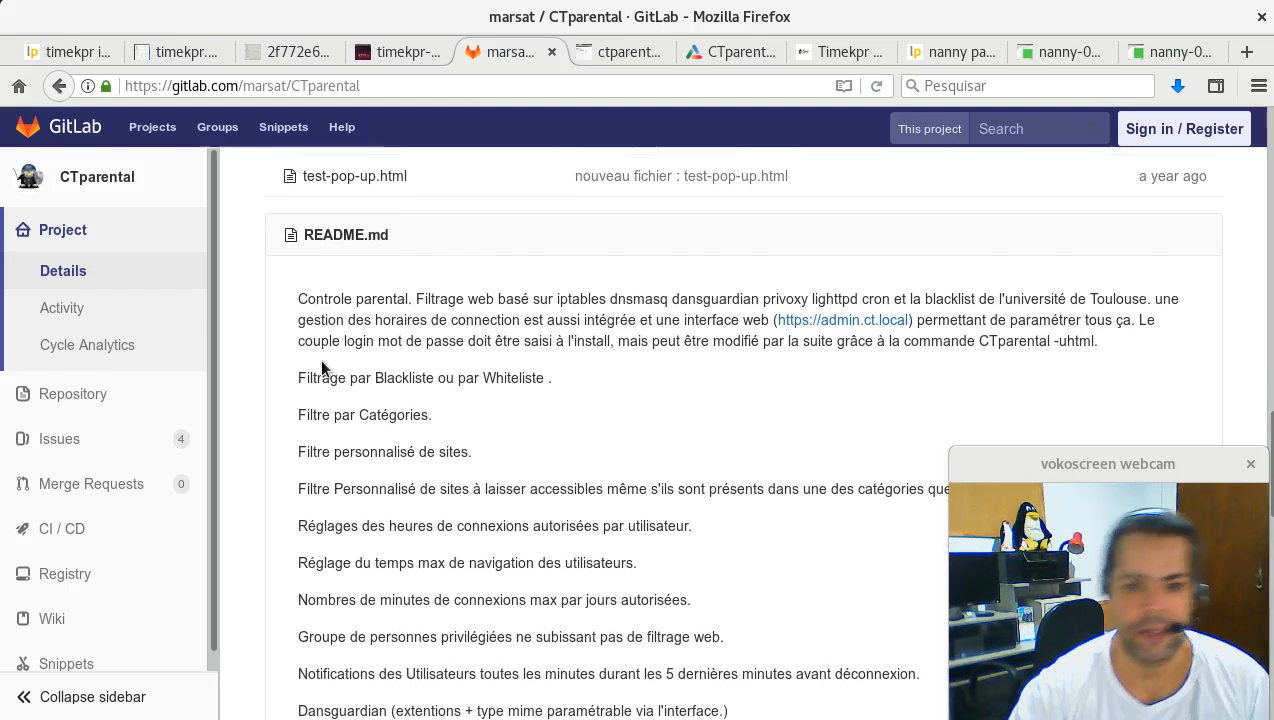 marsat / CTparental · GitLab - Mozilla Firefox
timekpr i...
timekpr....
2f772e6...
timekpr-...
marsa...
ctparent...
CTparent...
Timekpr ...
nanny pa...
nanny-0...
nanny-0...
https://gitlab.com/marsat/CTparental
Pesquisar
GitLab
Projects
Groups
Snippets
Help
This project
Search
Sign in / Register
CTparental
Project
Details
Activity
Cycle Analytics
Repository
Issues 4
Merge Requests 0
CI / CD
Registry
Wiki
Snippets
Collapse sidebar
test-pop-up.html nouveau fichier : test-pop-up.html a year ago
README.md
Controle parental. Filtrage web basé sur iptables dnsmasq dansguardian privoxy lighttpd cron et la blacklist de l'université de Toulouse. une
gestion des horaires de connection est aussi intégrée et une interface web (https://admin.ct.local) permettant de paramétrer tous ça. Le
couple login mot de passe doit être saisi à l'install, mais peut être modifié par la suite grâce à la commande CTparental -uhtml.
Filtrage par Blackliste ou par Whiteliste .
Filtre par Catégories.
Filtre personnalisé de sites.
Filtre Personnalisé de sites à laisser accessibles même s'ils sont présents dans une des catégories que
Réglages des heures de connexions autorisées par utilisateur.
Réglage du temps max de navigation des utilisateurs.
Nombres de minutes de connexions max par jours autorisées.
Groupe de personnes privilégiées ne subissant pas de filtrage web.
Notifications des Utilisateurs toutes les minutes durant les 5 dernières minutes avant déconnexion.
Dansguardian (extentions + type mime paramétrable via l'interface.)
vokoscreen webcam